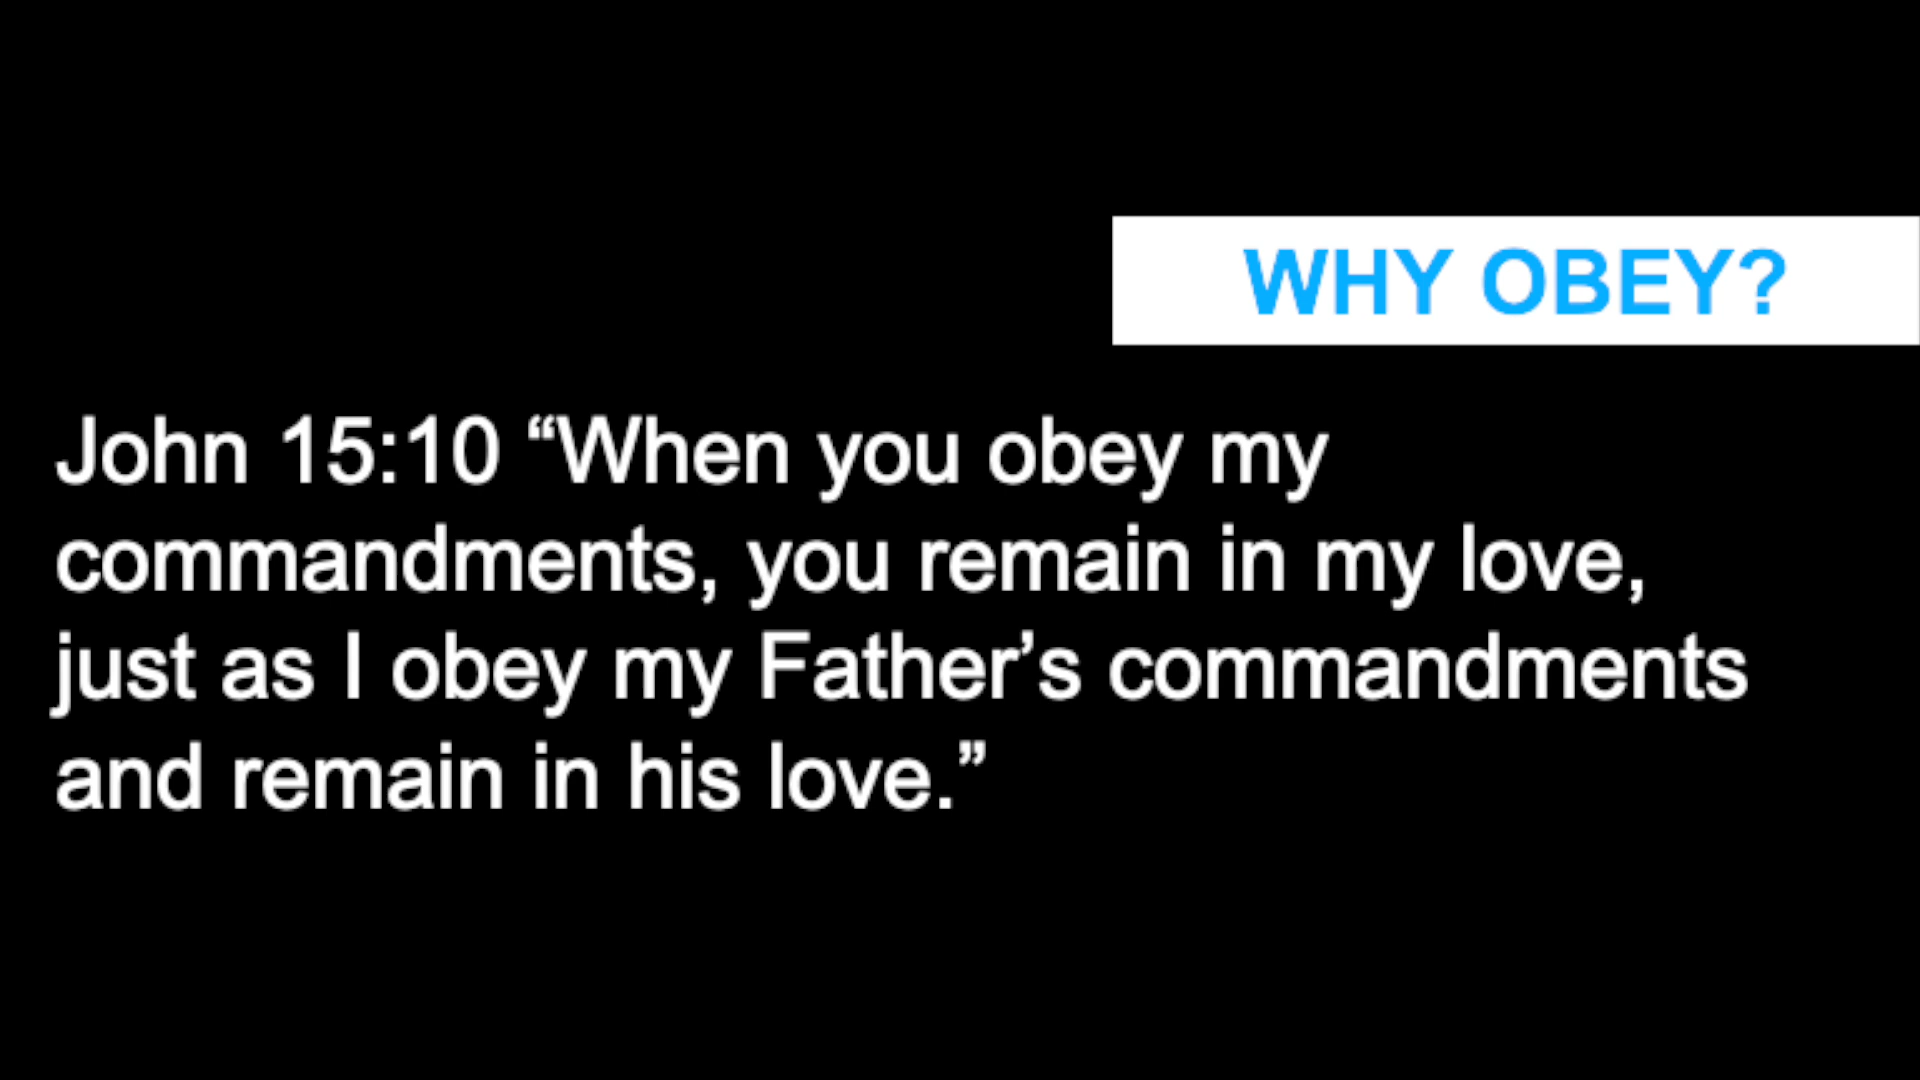 WHY OBEY?
John 15:10 “When you obey my
commandments, you remain in my love,
just as I obey my Father’s commandments
and remain in his love.”